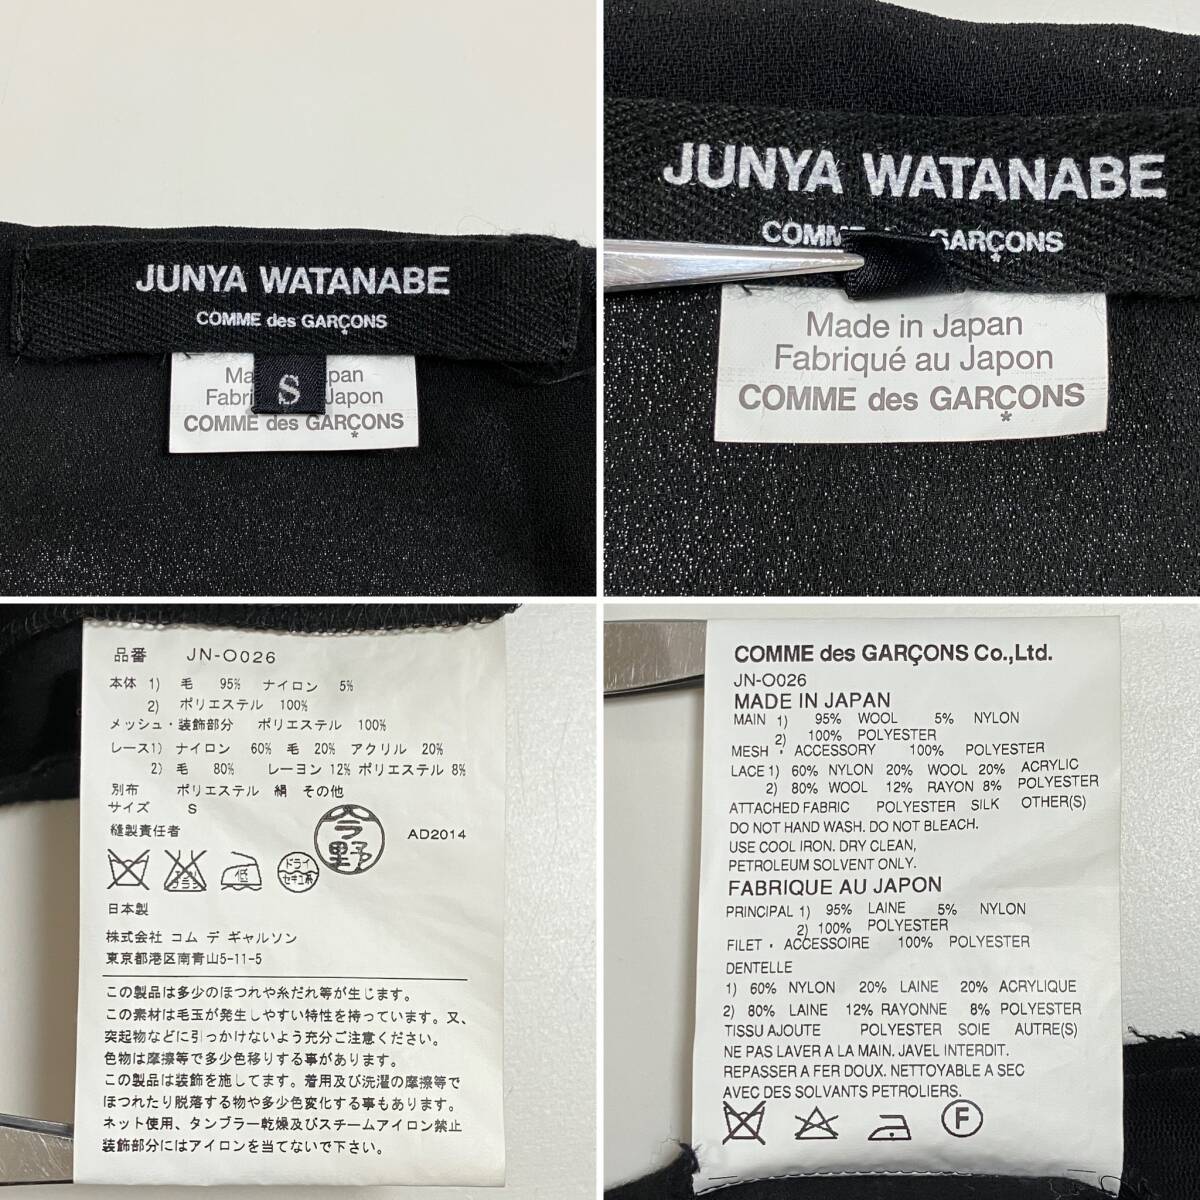 JUNYA WATANABE
COMME des GARÇONS
S
COMME des GARÇONS
JUNYA WATANABE
GARÇONS
Made in Japan
Fabriqué au Japon
COMME des GARÇONS
品番 JN-O026
本体 1) 毛 95% ナイロン 5%
2) ポリエステル 100%
メッシュ・装飾部分 ポリエステル 100%
レース1) ナイロン 60% 毛 20% アクリル 20%
2) 毛 80% レーヨン 12% ポリエステル 8%
別布 ポリエステル 絹 その他
サイズ S
縫製責任者
今野
AD2014
低
ドライ
セキユ系
日本製
株式会社 コム デ ギャルソン
東京都港区南青山5-11-5
この製品は多少のほつれや糸だれ等が生じます。
この素材は毛玉が発生しやすい特性を持っています。又、
突起物などに引っかけないよう充分ご注意ください。
色物は摩擦等で多少色移りする事があります。
この製品は装飾を施してます。着用及び洗濯の摩擦等で
ほつれたり脱落する物や多少色変化する事もあります。
ネット使用、タンブラー乾燥及びスチームアイロン禁止
装飾部分にはアイロンを当てないで下さい。
COMME des GARÇONS Co.,Ltd.
JN-O026
MADE IN JAPAN
MAIN 1) 95% WOOL 5% NYLON
2) 100% POLYESTER
MESH・ACCESSORY 100% POLYESTER
LACE 1) 60% NYLON 20% WOOL 20% ACRYLIC
2) 80% WOOL 12% RAYON 8% POLYESTER
ATTACHED FABRIC POLYESTER SILK OTHER(S)
DO NOT HAND WASH. DO NOT BLEACH.
USE COOL IRON. DRY CLEAN,
PETROLEUM SOLVENT ONLY.
FABRIQUE AU JAPON
PRINCIPAL 1) 95% LAINE 5% NYLON
2) 100% POLYESTER
FILET・ACCESSOIRE 100% POLYESTER
DENTELLE
1) 60% NYLON 20% LAINE 20% ACRYLIQUE
2) 80% LAINE 12% RAYONNE 8% POLYESTER
TISSU AJOUTE POLYESTER SOIE AUTRE(S)
NE PAS LAVER A LA MAIN. JAVEL INTERDIT.
REPASSER A FER DOUX. NETTOYABLE A SEC
AVEC DES SOLVANTS PETROLIERS.
F